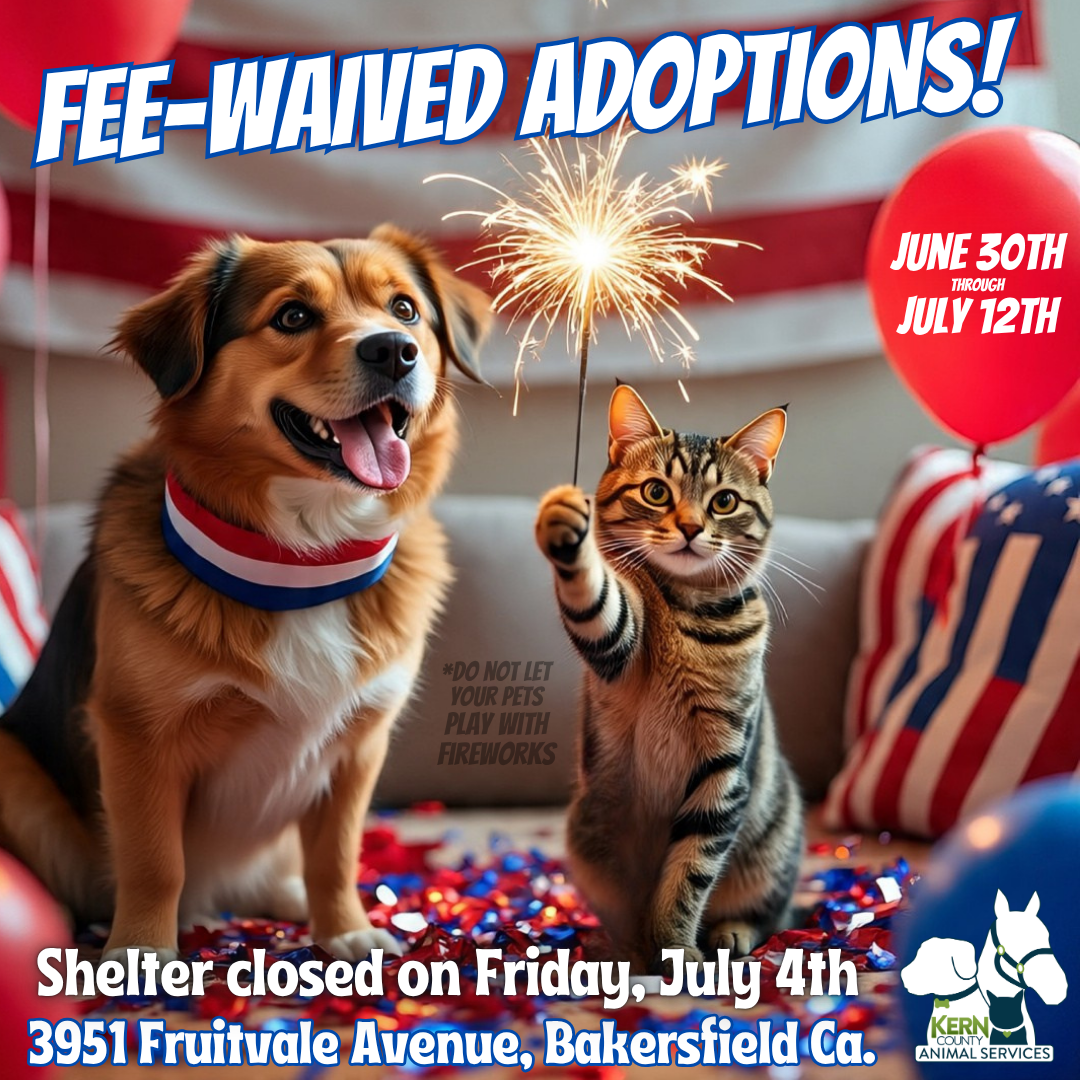 FEE-WAIVED ADOPTIONS!
JUNE 30TH
THROUGH
JULY 12TH
*DO NOT LET
YOUR PETS
PLAY WITH
FIREWORKS
Shelter closed on Friday, July 4th
3951 Fruitvale Avenue, Bakersfield Ca.
KERN
COUNTY
ANIMAL SERVICES